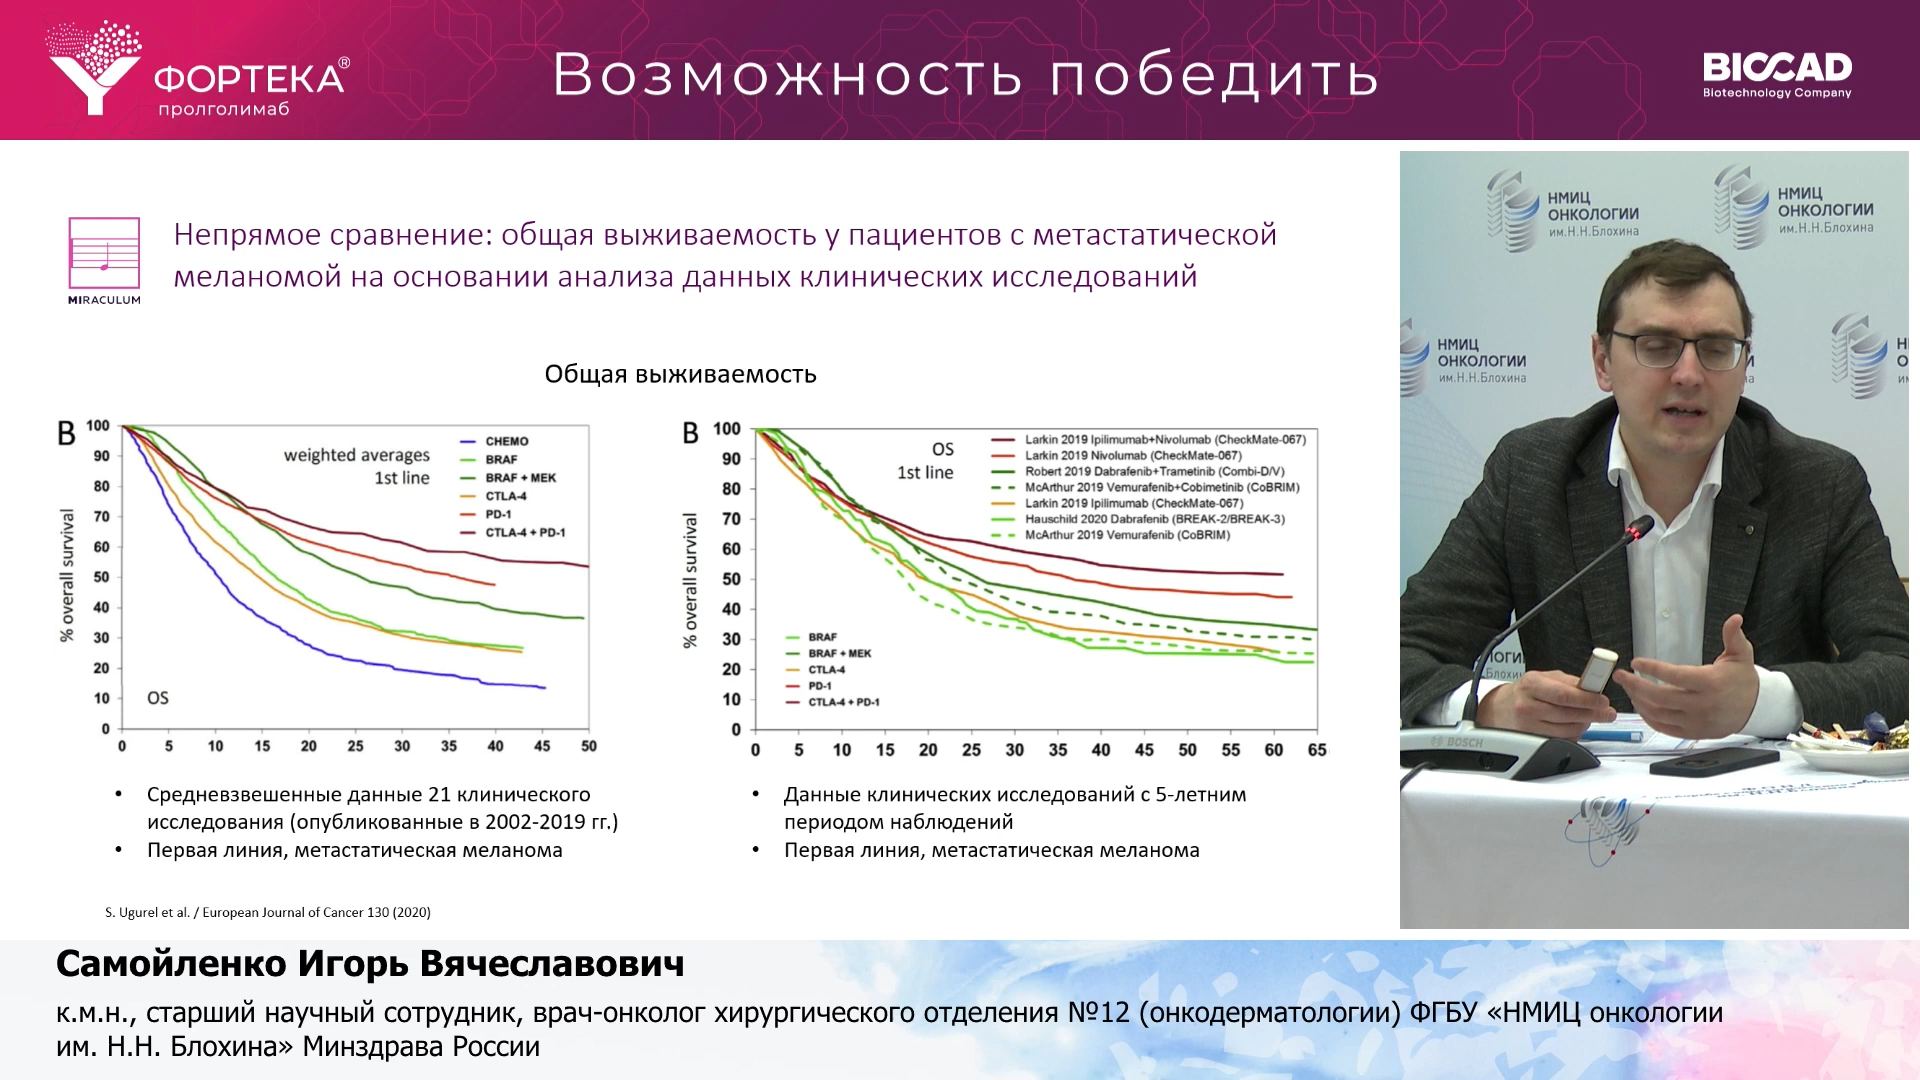 ФОРТЕКА®
пролголимаб
Возможность победить
BIOCAD
Biotechnology Company
MIRACULUM
Непрямое сравнение: общая выживаемость у пациентов с метастатической
меланомой на основании анализа данных клинических исследований
Общая выживаемость
B
% overall survival
100
90
80
70
60
50
40
30
20
10
0
weighted averages
1st line
CHEMO
BRAF
BRAF + MEK
CTLA-4
PD-1
CTLA-4 + PD-1
OS
0 5 10 15 20 25 30 35 40 45 50
B
% overall survival
100
90
80
70
60
50
40
30
20
10
0
OS
1st line
Larkin 2019 Ipilimumab+Nivolumab (CheckMate-067)
Larkin 2019 Nivolumab (CheckMate-067)
Robert 2019 Dabrafenib+Trametinib (Combi-D/V)
McArthur 2019 Vemurafenib+Cobimetinib (CoBRIM)
Larkin 2019 Ipilimumab (CheckMate-067)
Hauschild 2020 Dabrafenib (BREAK-2/BREAK-3)
McArthur 2019 Vemurafenib (CoBRIM)
BRAF
BRAF + MEK
CTLA-4
PD-1
CTLA-4 + PD-1
0 5 10 15 20 25 30 35 40 45 50 55 60 65
• Средневзвешенные данные 21 клинического
исследования (опубликованные в 2002-2019 гг.)
• Первая линия, метастатическая меланома
• Данные клинических исследований с 5-летним
периодом наблюдений
• Первая линия, метастатическая меланома
S. Ugurel et al. / European Journal of Cancer 130 (2020)
НМИЦ
ОНКОЛОГИИ
им.Н.Н.Блохина
НМИЦ
ОНКОЛОГИИ
им.Н.Н.Блохина
НМИЦ
ОНКОЛОГИИ
им.Н.Н.Блохина
BOSCH
Самойленко Игорь Вячеславович
к.м.н., старший научный сотрудник, врач-онколог хирургического отделения №12 (онкодерматологии) ФГБУ «НМИЦ онкологии
им. Н.Н. Блохина» Минздрава России